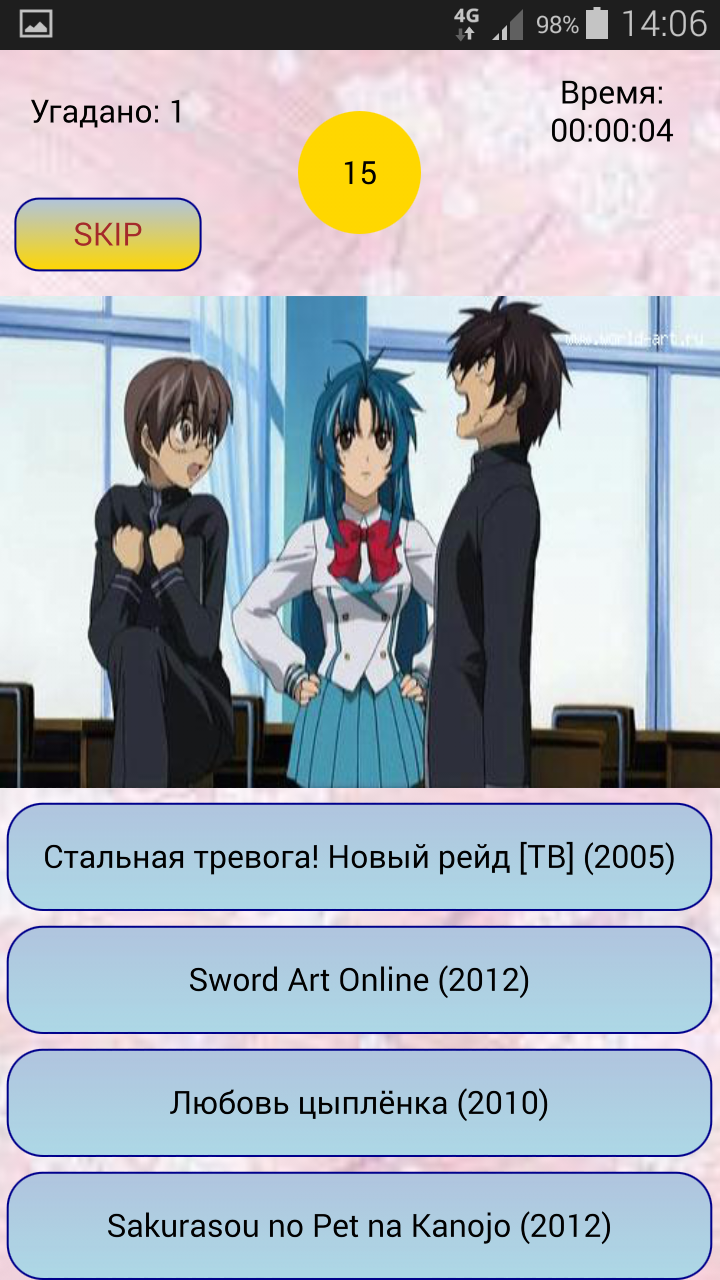 4G 98% 14:06
Угадано: 1
Время:
00:00:04
15
SKIP
www.world-art.ru
Стальная тревога! Новый рейд [ТВ] (2005)
Sword Art Online (2012)
Любовь цыплёнка (2010)
Sakurasou no Pet na Kanojo (2012)